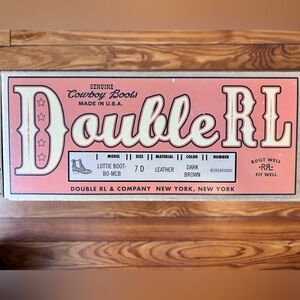 GENUINE
Cowboy Boots
MADE IN U.S.A.
Double RL
MODEL SIZE MATERIAL COLOR NUMBER
LOTTIE BOOT-BO-MCB 7 D LEATHER DARK BROWN
BUILT WELL
RRL
FIT WELL
DOUBLE RL & COMPANY NEW YORK, NEW YORK